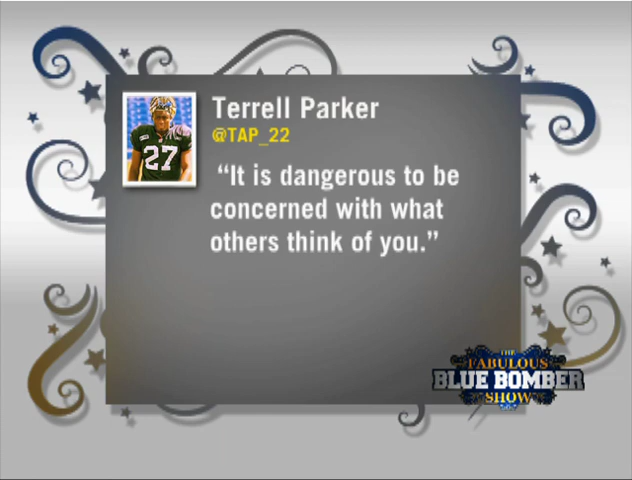 Terrell Parker
@TAP_22
“It is dangerous to be
concerned with what
others think of you.”
27
THE
FABULOUS
BLUE BOMBER
SHOW